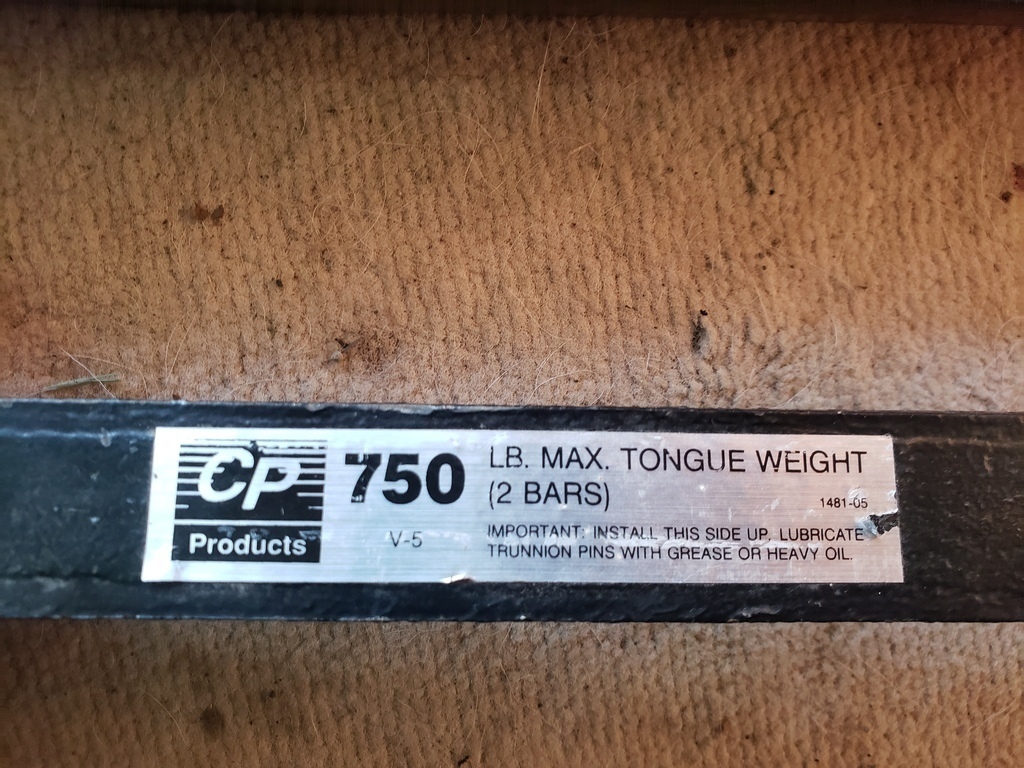 CP
Products
750
V-5
LB. MAX. TONGUE WEIGHT
(2 BARS)
1481-05
IMPORTANT: INSTALL THIS SIDE UP. LUBRICATE
TRUNNION PINS WITH GREASE OR HEAVY OIL.